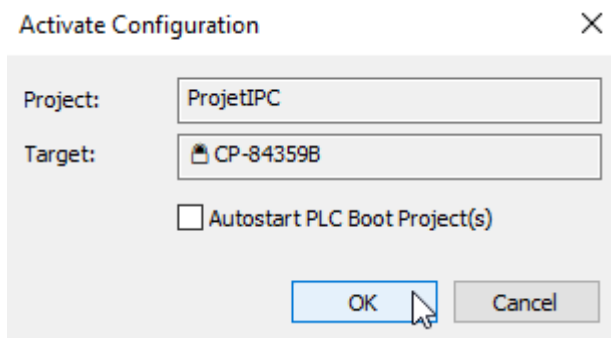 Activate Configuration
Project: ProjetIPC
Target: CP-84359B
Autostart PLC Boot Project(s)
OK Cancel